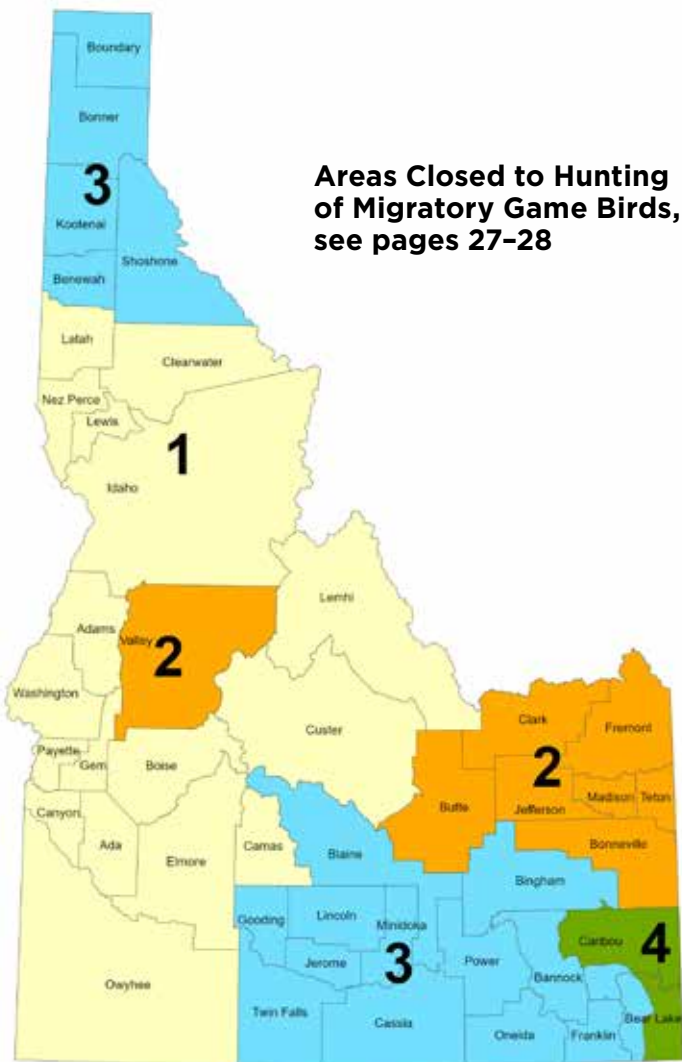 Boundary
Bonner
Areas Closed to Hunting
of Migratory Game Birds,
see pages 27–28
3
Kootenai
Shoshone
Benewah
Latah
Clearwater
Nez Perce
Lewis
1
Idaho
Lemhi
Adams
Valley
2
Washington
Clark
Fremont
Custer
2
Payette
Gem
Boise
Butte
Jefferson
Madison
Teton
Canyon
Ada
Elmore
Camas
Blaine
Bonneville
Bingham
Gooding
Lincoln
Minidoka
Caribou
4
Jerome
3
Power
Bannock
Owyhee
Twin Falls
Cassia
Oneida
Franklin
Bear Lake